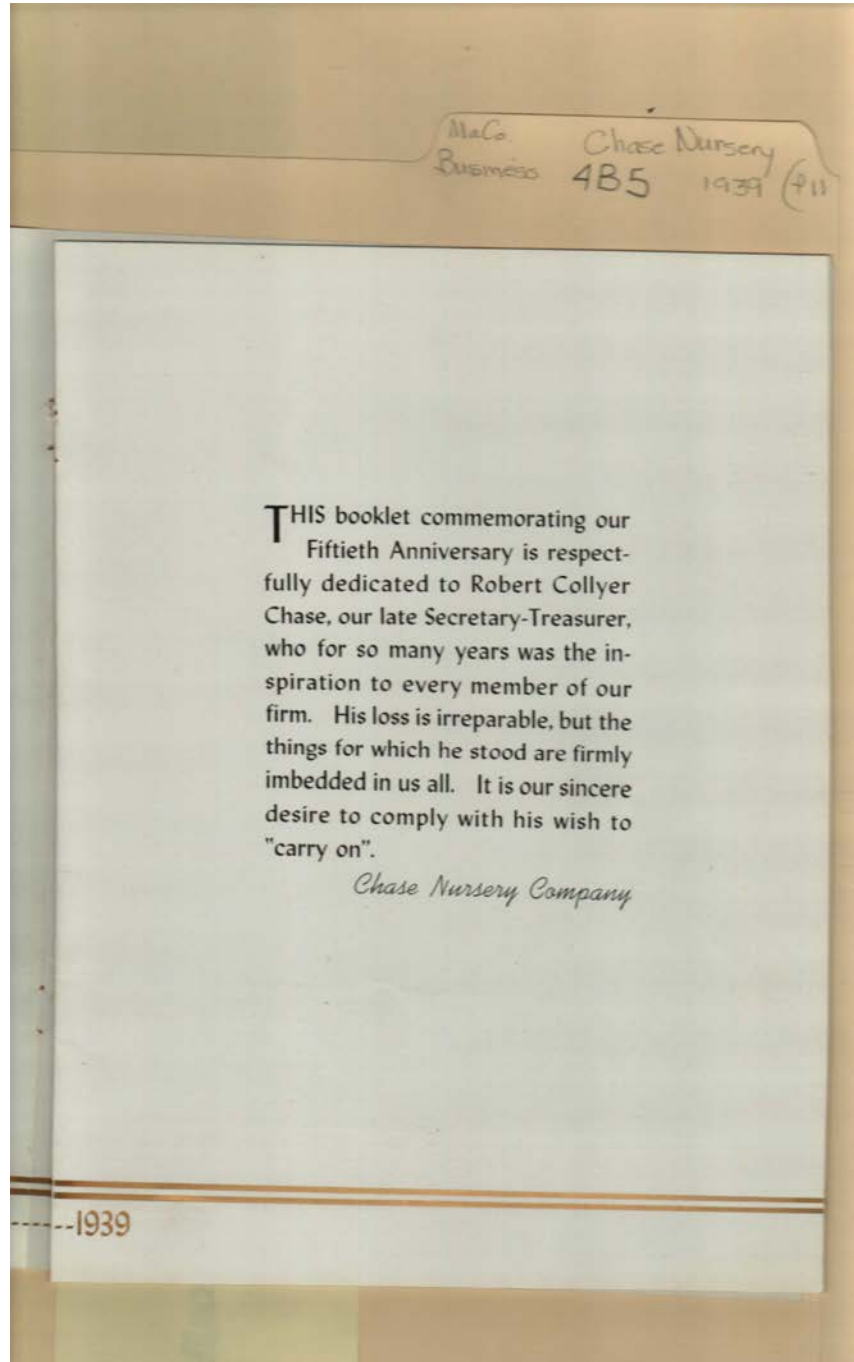 MaCo. Chase Nursery
Business 4B5 1939 (P11
THIS booklet commemorating our
Fiftieth Anniversary is respect-
fully dedicated to Robert Collyer
Chase, our late Secretary-Treasurer,
who for so many years was the in-
spiration to every member of our
firm. His loss is irreparable, but the
things for which he stood are firmly
imbedded in us all. It is our sincere
desire to comply with his wish to
"carry on".
Chase Nursery Company
------1939